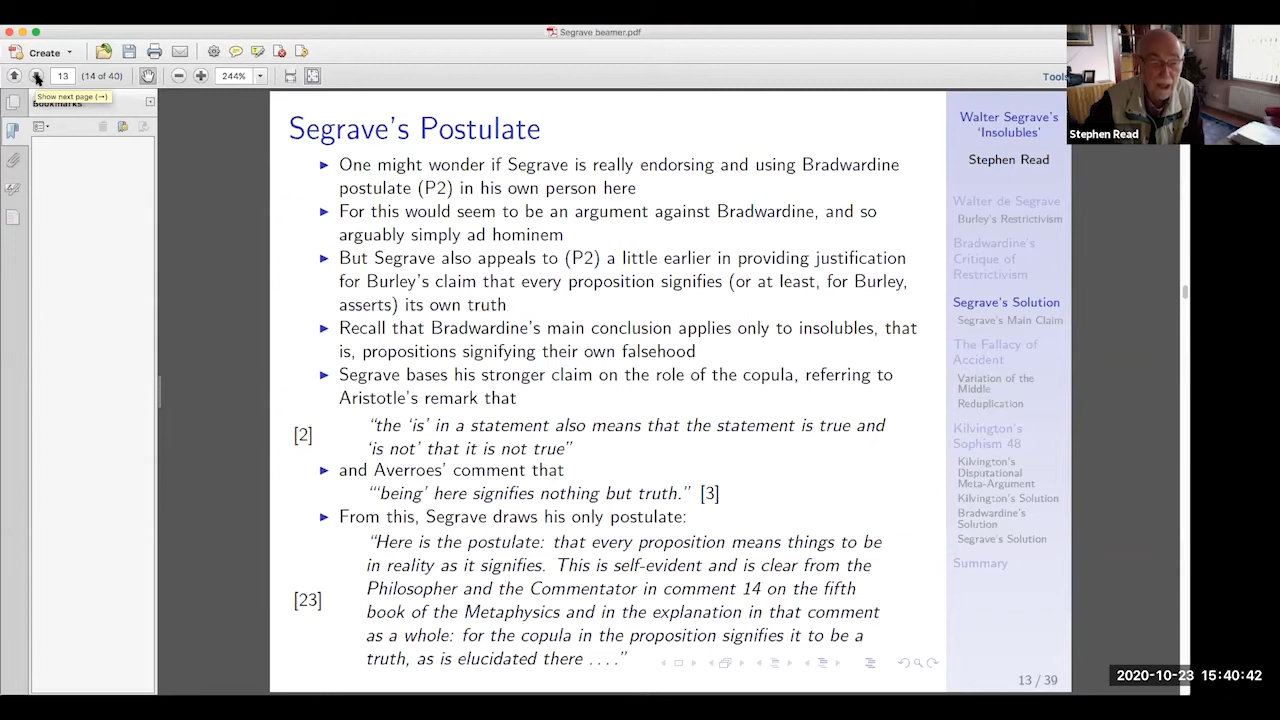 Segrave beamer.pdf
Create
13 (14 of 40) 244% Tools
Show next page (→)
Bookmarks
Stephen Read
Segrave's Postulate
One might wonder if Segrave is really endorsing and using Bradwardine
postulate (P2) in his own person here
For this would seem to be an argument against Bradwardine, and so
arguably simply ad hominem
But Segrave also appeals to (P2) a little earlier in providing justification
for Burley's claim that every proposition signifies (or at least, for Burley,
asserts) its own truth
Recall that Bradwardine's main conclusion applies only to insolubles, that
is, propositions signifying their own falsehood
Segrave bases his stronger claim on the role of the copula, referring to
Aristotle's remark that
[2] "the 'is' in a statement also means that the statement is true and
'is not' that it is not true"
and Averroes' comment that
"'being' here signifies nothing but truth." [3]
From this, Segrave draws his only postulate:
"Here is the postulate: that every proposition means things to be
in reality as it signifies. This is self-evident and is clear from the
Philosopher and the Commentator in comment 14 on the fifth
[23] book of the Metaphysics and in the explanation in that comment
as a whole: for the copula in the proposition signifies it to be a
truth, as is elucidated there . . . ."
Walter Segrave's
'Insolubles'
Stephen Read
Walter de Segrave
Burley's Restrictivism
Bradwardine's
Critique of
Restrictivism
Segrave's Solution
Segrave's Main Claim
The Fallacy of
Accident
Variation of the
Middle
Reduplication
Kilvington's
Sophism 48
Kilvington's
Disputational
Meta-Argument
Kilvington's Solution
Bradwardine's
Solution
Segrave's Solution
Summary
13 / 39
2020-10-23 15:40:42